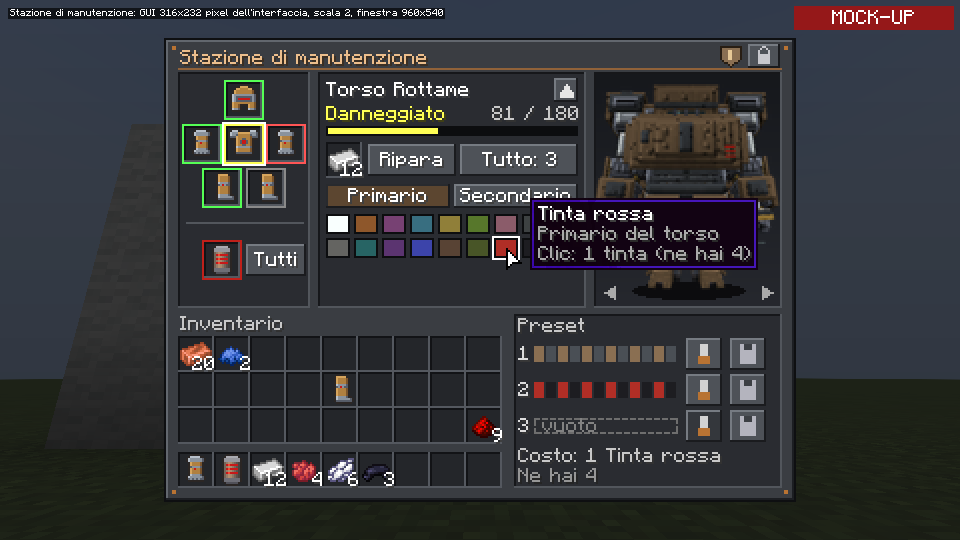 Stazione di manutenzione: GUI 316x232 pixel dell'interfaccia, scala 2, finestra 960x540
MOCK-UP
Stazione di manutenzione
Torso Rottame
Danneggiato 81 / 180
12 Ripara Tutto: 3
Primario Secondario
Tinta rossa
Primario del torso
Clic: 1 tinta (ne hai 4)
Tutti
Inventario
20 2
9
12 4 6 3
Preset
1
2
3 vuoto
Costo: 1 Tinta rossa
Ne hai 4